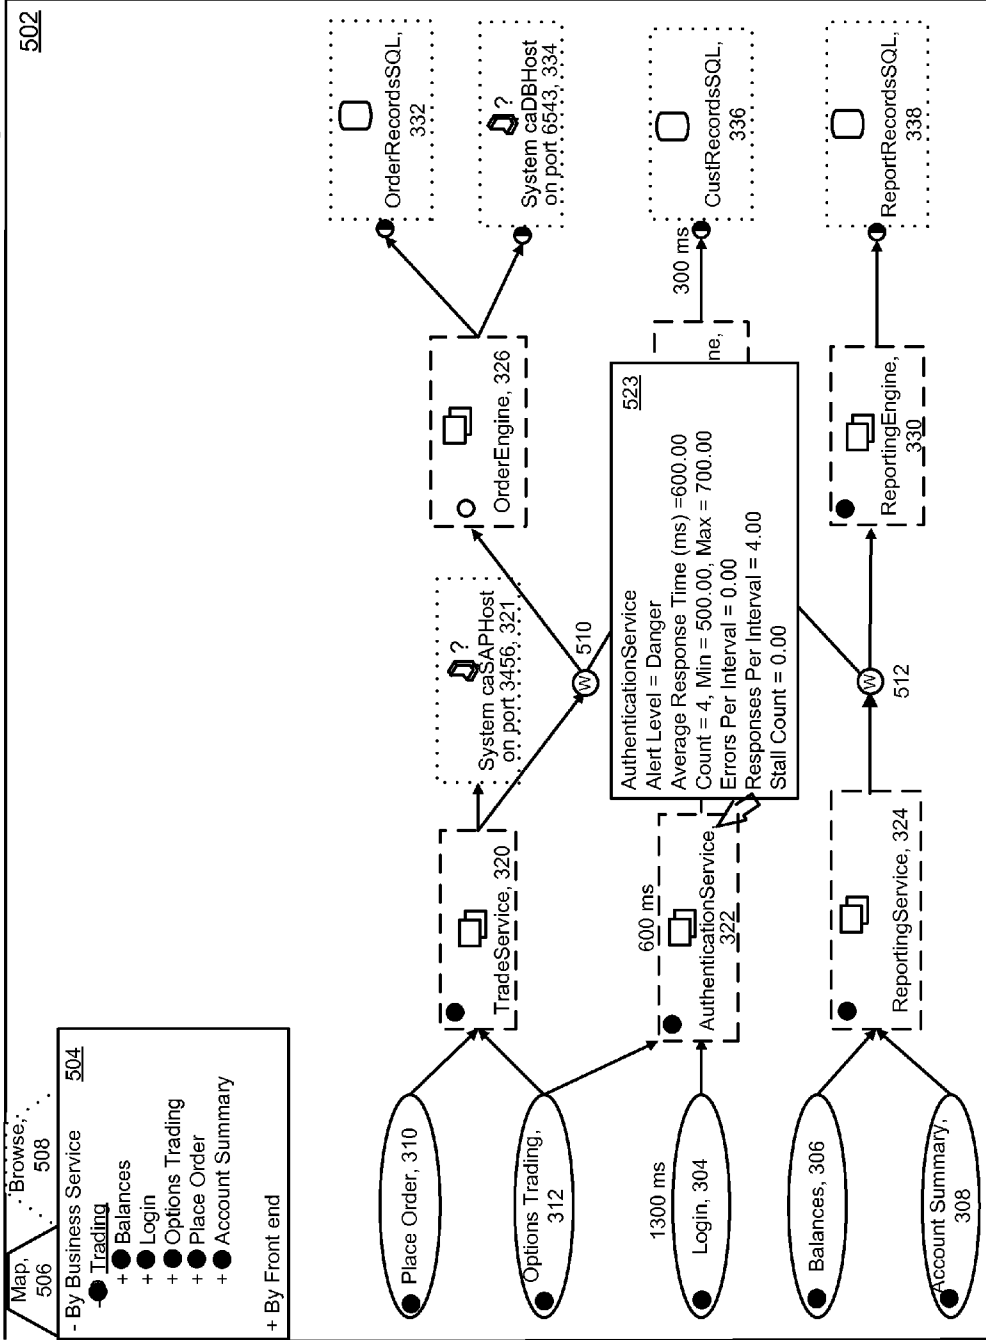 502
Map,
506
Browse,
508
- By Business Service
504
Trading
+ Balances
+ Login
+ Options Trading
+ Place Order
+ Account Summary
+ By Front end
Place Order, 310
Options Trading,
312
1300 ms
Login, 304
Balances, 306
Account Summary,
308
TradeService, 320
600 ms
AuthenticationService,
322
ReportingService, 324
?
System caSAPHost
on port 3456, 321
W
510
W
512
523
AuthenticationService
Alert Level = Danger
Average Response Time (ms) =600.00
Count = 4, Min = 500.00, Max = 700.00
Errors Per Interval = 0.00
Responses Per Interval = 4.00
Stall Count = 0.00
OrderEngine, 326
ne,
ReportingEngine,
330
300 ms
OrderRecordsSQL,
332
?
System caDBHost
on port 6543, 334
CustRecordsSQL,
336
ReportRecordsSQL,
338